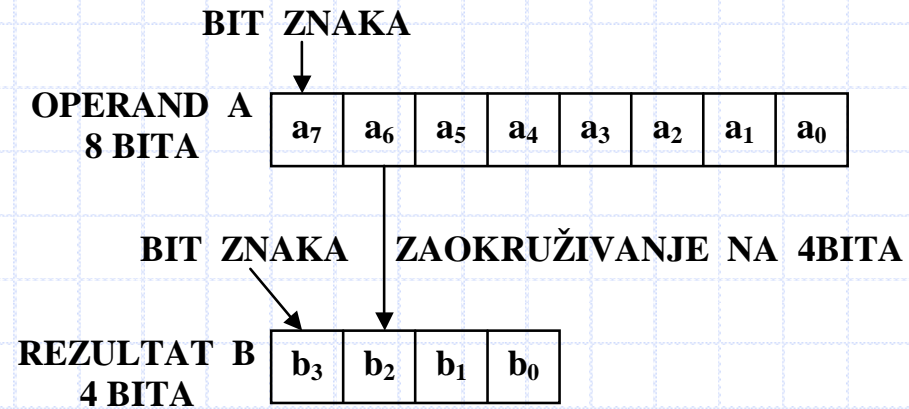 BIT ZNAKA
OPERAND A
8 BITA
a₇ a₆ a₅ a₄ a₃ a₂ a₁ a₀
BIT ZNAKA
ZAOKRUŽIVANJE NA 4BITA
REZULTAT B
4 BITA
b₃ b₂ b₁ b₀